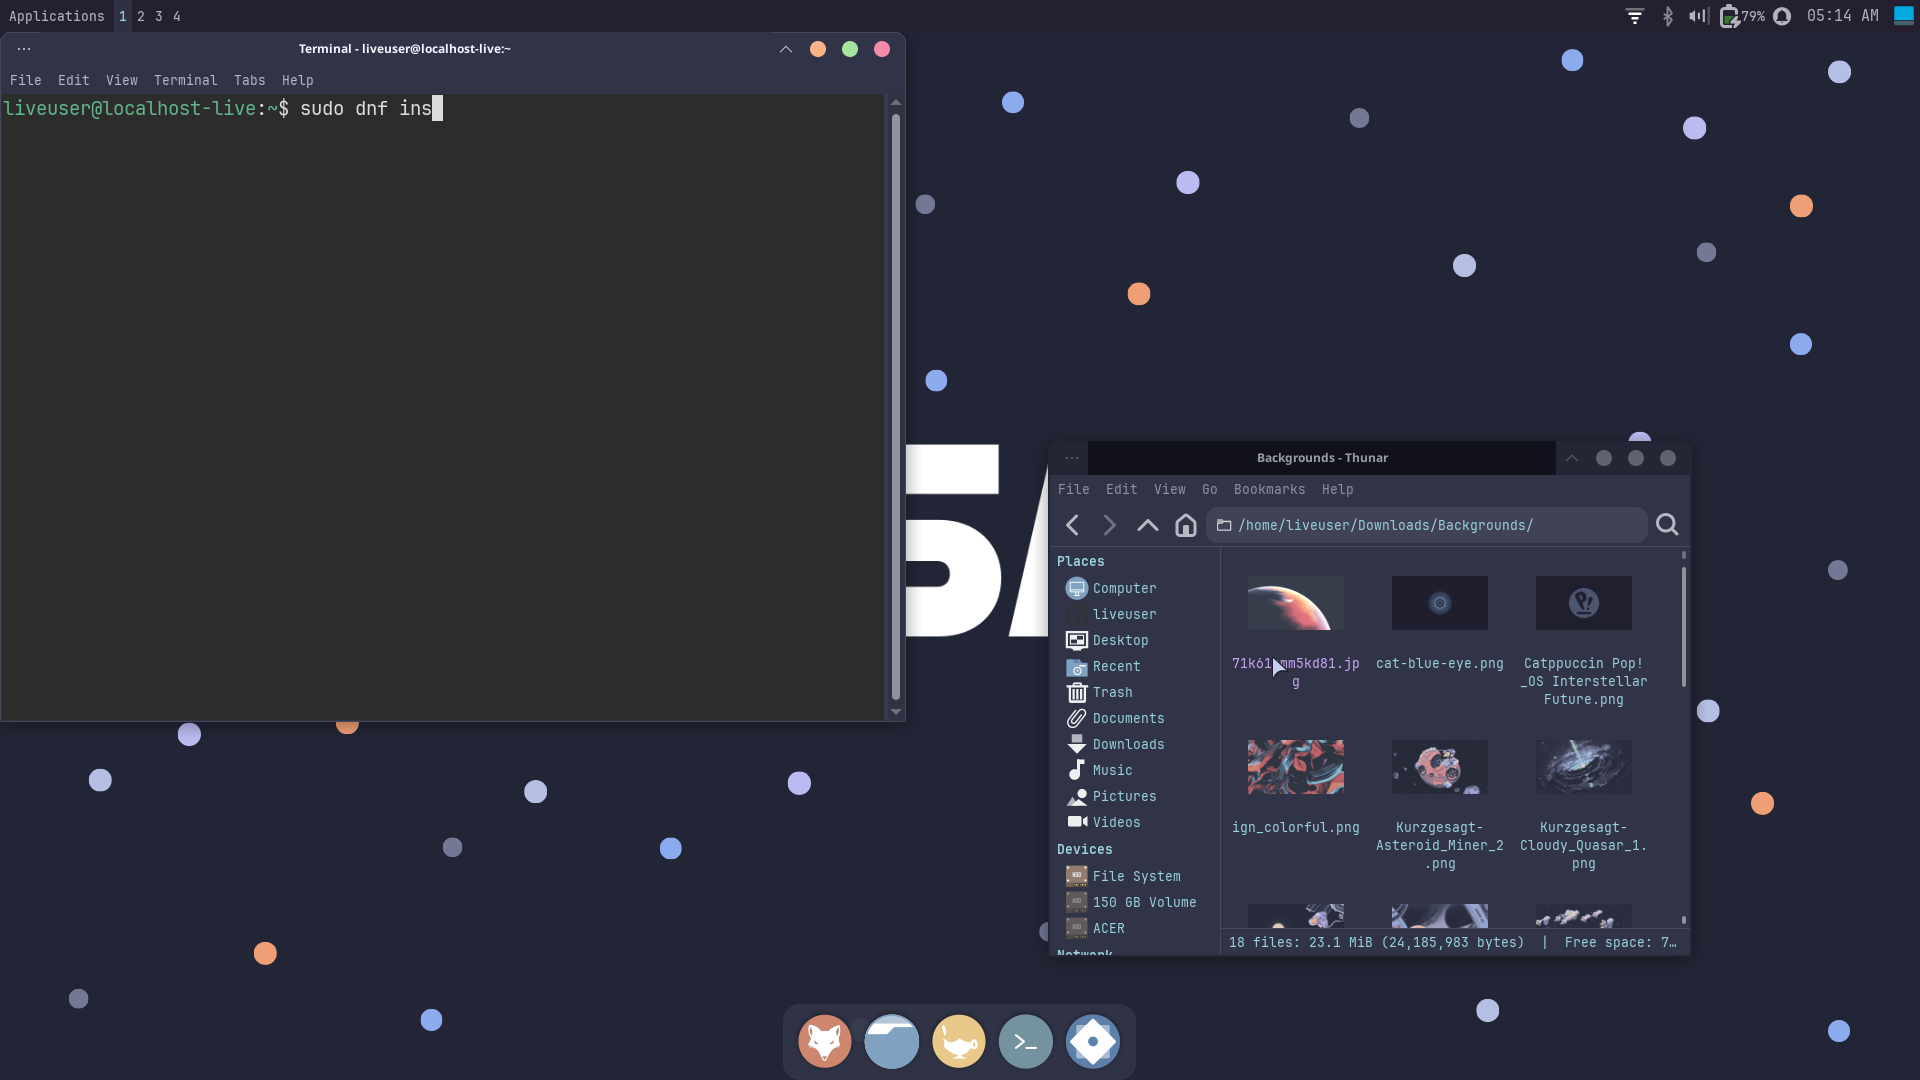 Applications 1 2 3 4
79% 05:14 AM
Terminal - liveuser@localhost-live:~
File Edit View Terminal Tabs Help
liveuser@localhost-live:~$ sudo dnf ins
Backgrounds - Thunar
File Edit View Go Bookmarks Help
/home/liveuser/Downloads/Backgrounds/
Places
Computer
liveuser
Desktop
Recent
Trash
Documents
Downloads
Music
Pictures
Videos
Devices
File System
150 GB Volume
ACER
Network
cat-blue-eye.png
Catppuccin Pop!
_OS Interstellar
Future.png
ign_colorful.png
Kurzgesagt-
Asteroid_Miner_2
.png
Kurzgesagt-
Cloudy_Quasar_1.
png
18 files: 23.1 MiB (24,185,983 bytes) | Free space: 7…